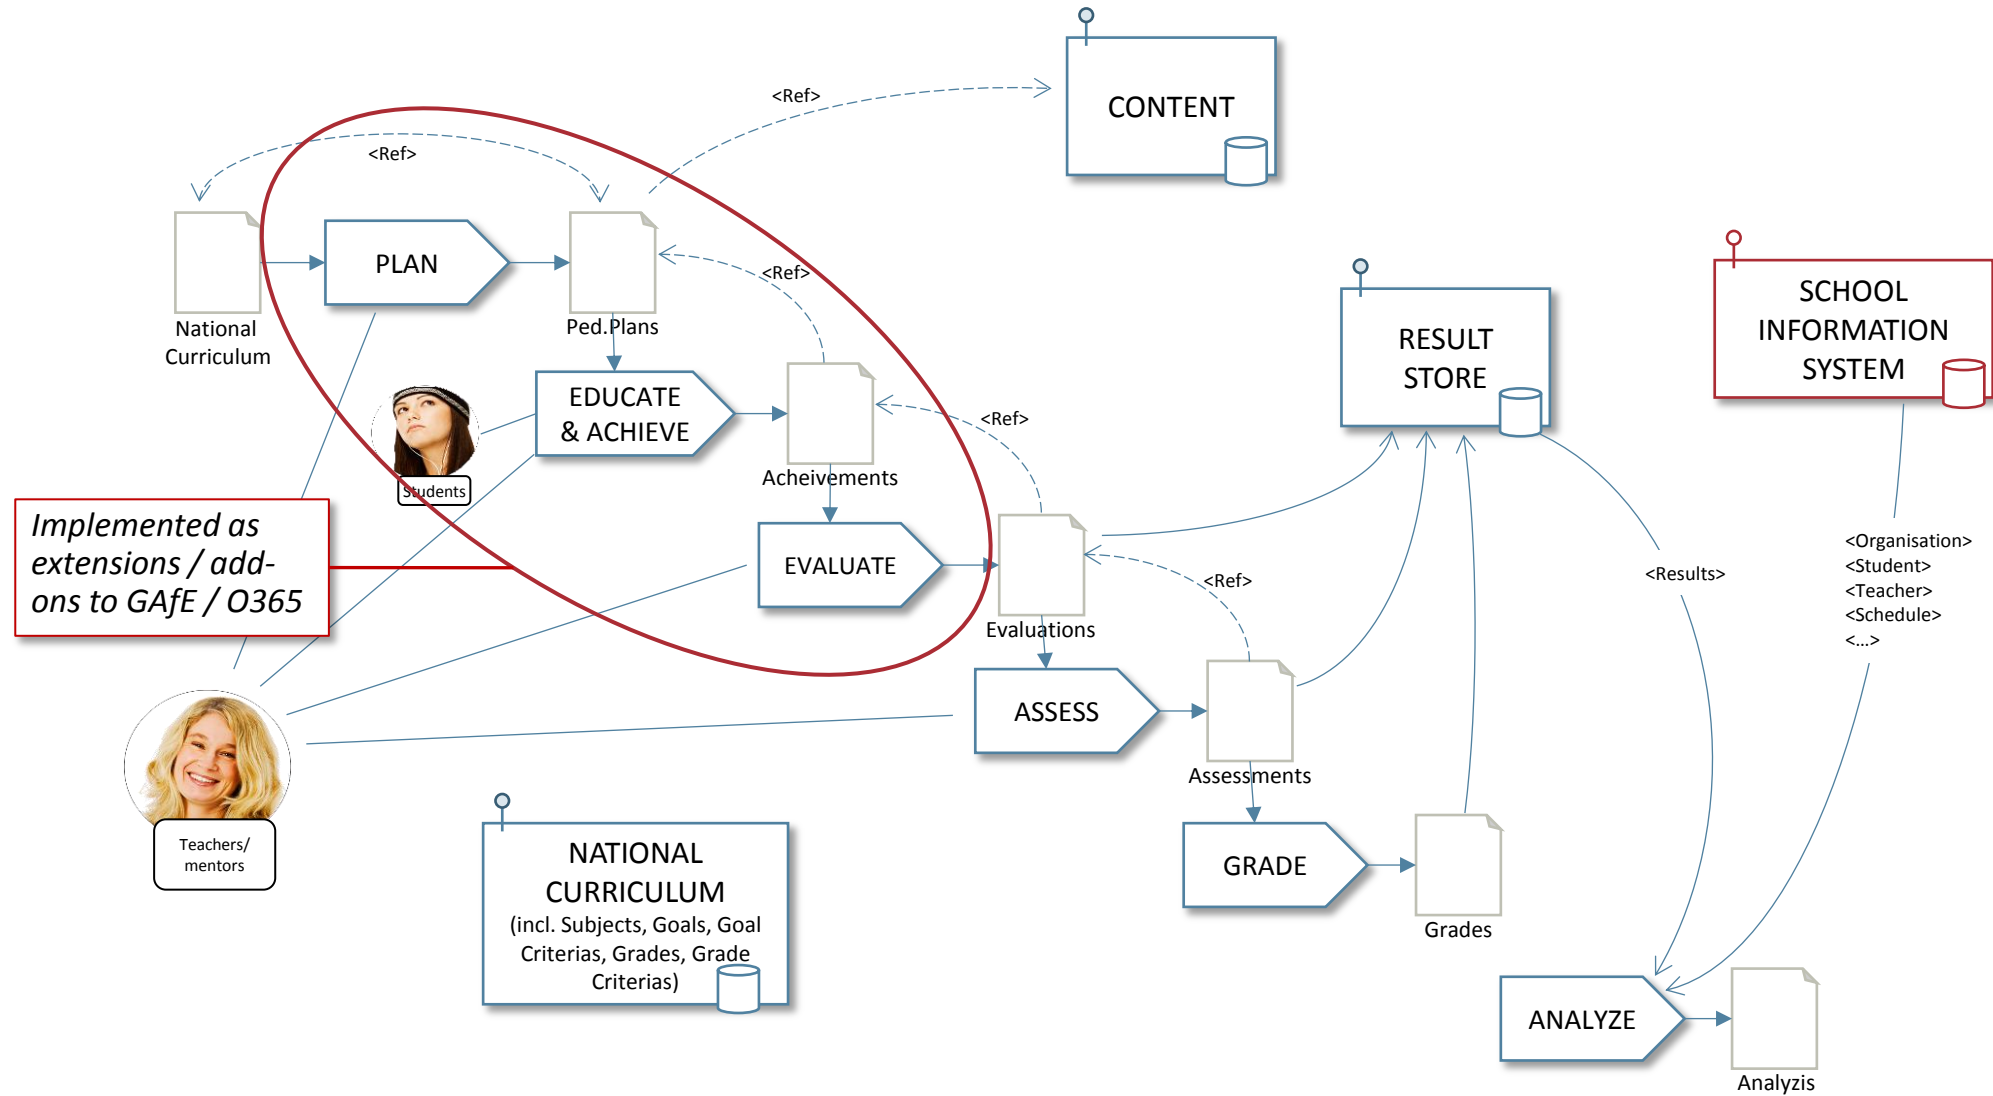 <Ref>
CONTENT
<Ref>
PLAN
<Ref>
National
Curriculum
Ped.Plans
RESULT
STORE
SCHOOL
INFORMATION
SYSTEM
EDUCATE
& ACHIEVE
<Ref>
Acheivements
Students
Implemented as
extensions / add-
ons to GAfE / O365
EVALUATE
<Ref>
<Results>
<Organisation>
<Student>
<Teacher>
<Schedule>
<...>
Evaluations
ASSESS
Assessments
Teachers/
mentors
NATIONAL
CURRICULUM
(incl. Subjects, Goals, Goal
Criterias, Grades, Grade
Criterias)
GRADE
Grades
ANALYZE
Analyzis